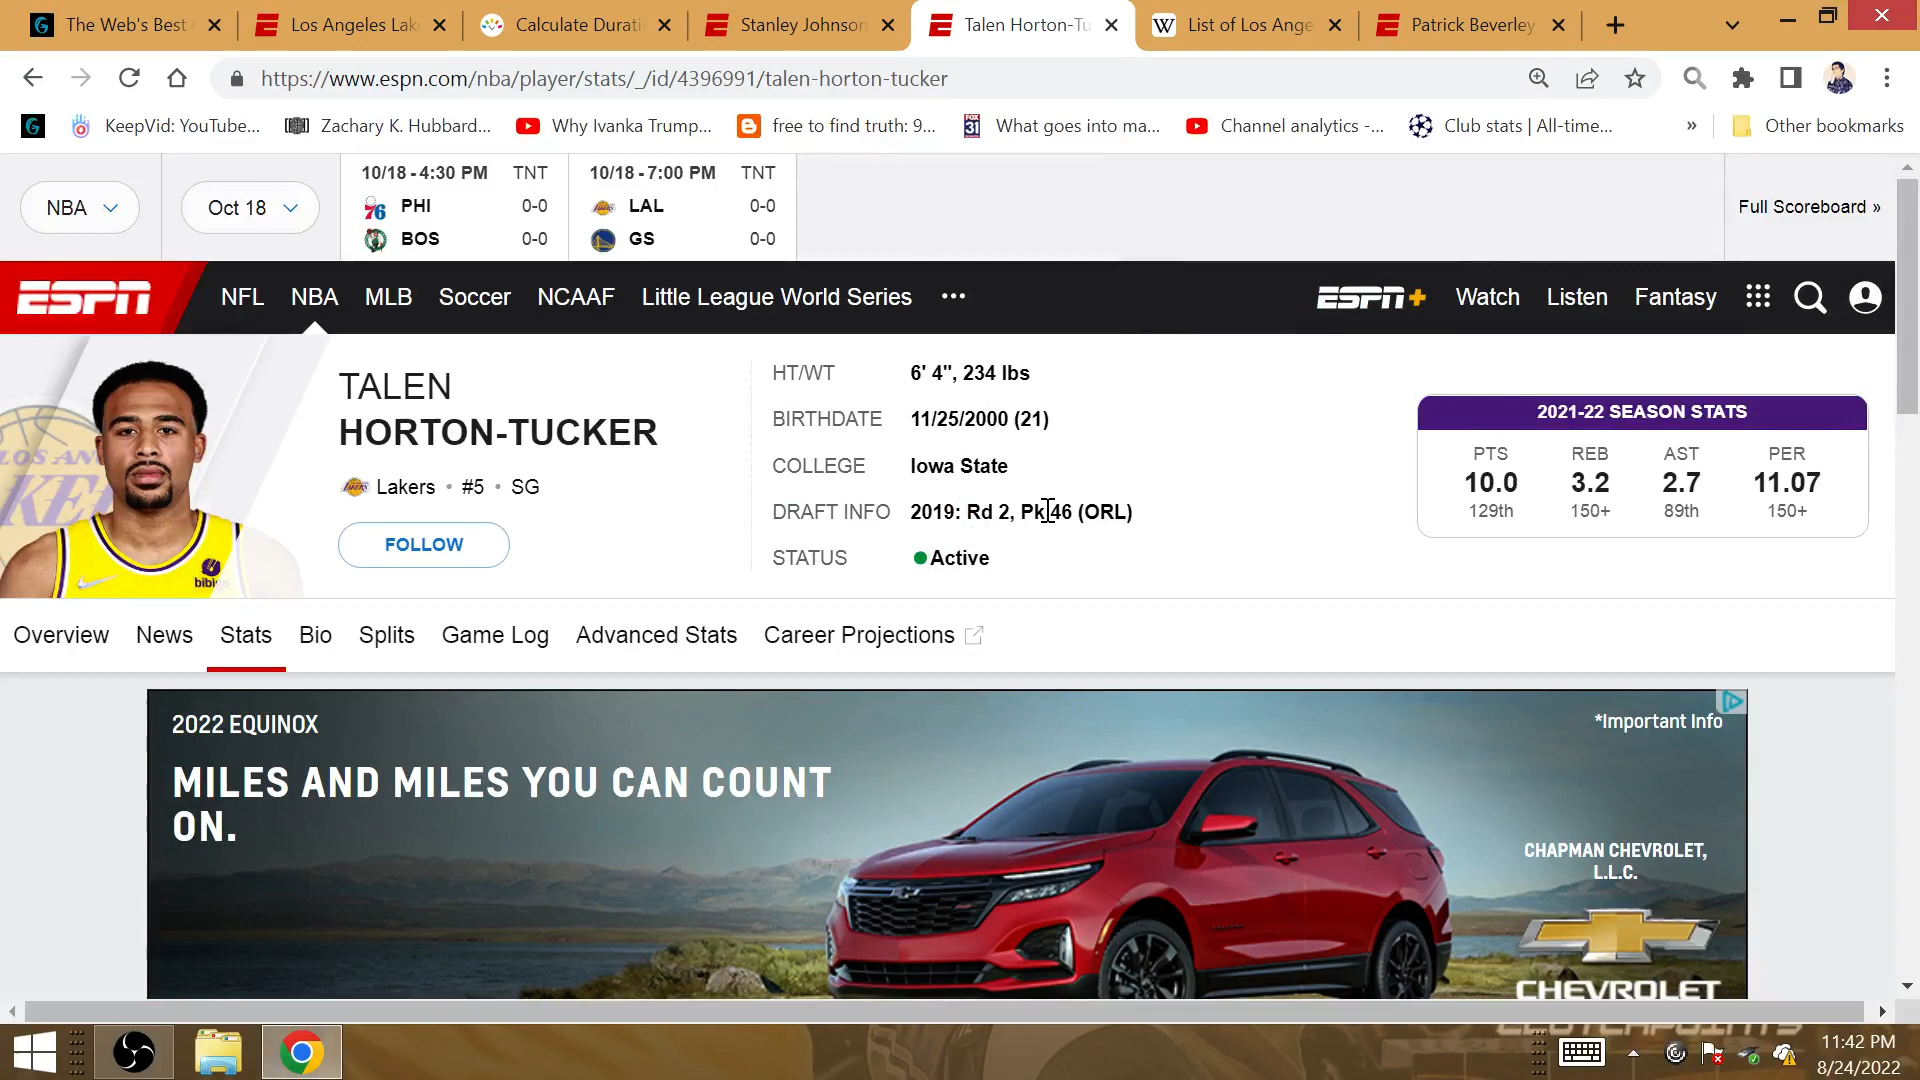 The Web's Best
Los Angeles Lak
Calculate Durati
Stanley Johnson
Talen Horton-Tu
List of Los Ange
Patrick Beverley
https://www.espn.com/nba/player/stats/_/id/4396991/talen-horton-tucker
KeepVid: YouTube...
Zachary K. Hubbard...
Why Ivanka Trump...
free to find truth: 9...
What goes into ma...
Channel analytics -...
Club stats | All-time...
»
Other bookmarks
NBA
Oct 18
10/18 - 4:30 PM TNT
PHI 0-0
BOS 0-0
10/18 - 7:00 PM TNT
LAL 0-0
GS 0-0
Full Scoreboard »
ESPN
NFL
NBA
MLB
Soccer
NCAAF
Little League World Series
ESPN+
Watch
Listen
Fantasy
TALEN
HORTON-TUCKER
Lakers • #5 • SG
FOLLOW
bibi
HT/WT 6' 4", 234 lbs
BIRTHDATE 11/25/2000 (21)
COLLEGE Iowa State
DRAFT INFO 2019: Rd 2, Pk 46 (ORL)
STATUS Active
2021-22 SEASON STATS
PTS REB AST PER
10.0 3.2 2.7 11.07
129th 150+ 89th 150+
Overview
News
Stats
Bio
Splits
Game Log
Advanced Stats
Career Projections
2022 EQUINOX
*Important Info
MILES AND MILES YOU CAN COUNT
ON.
CHAPMAN CHEVROLET,
L.L.C.
CHEVROLET
CLUTCHPOINTS
11:42 PM
8/24/2022